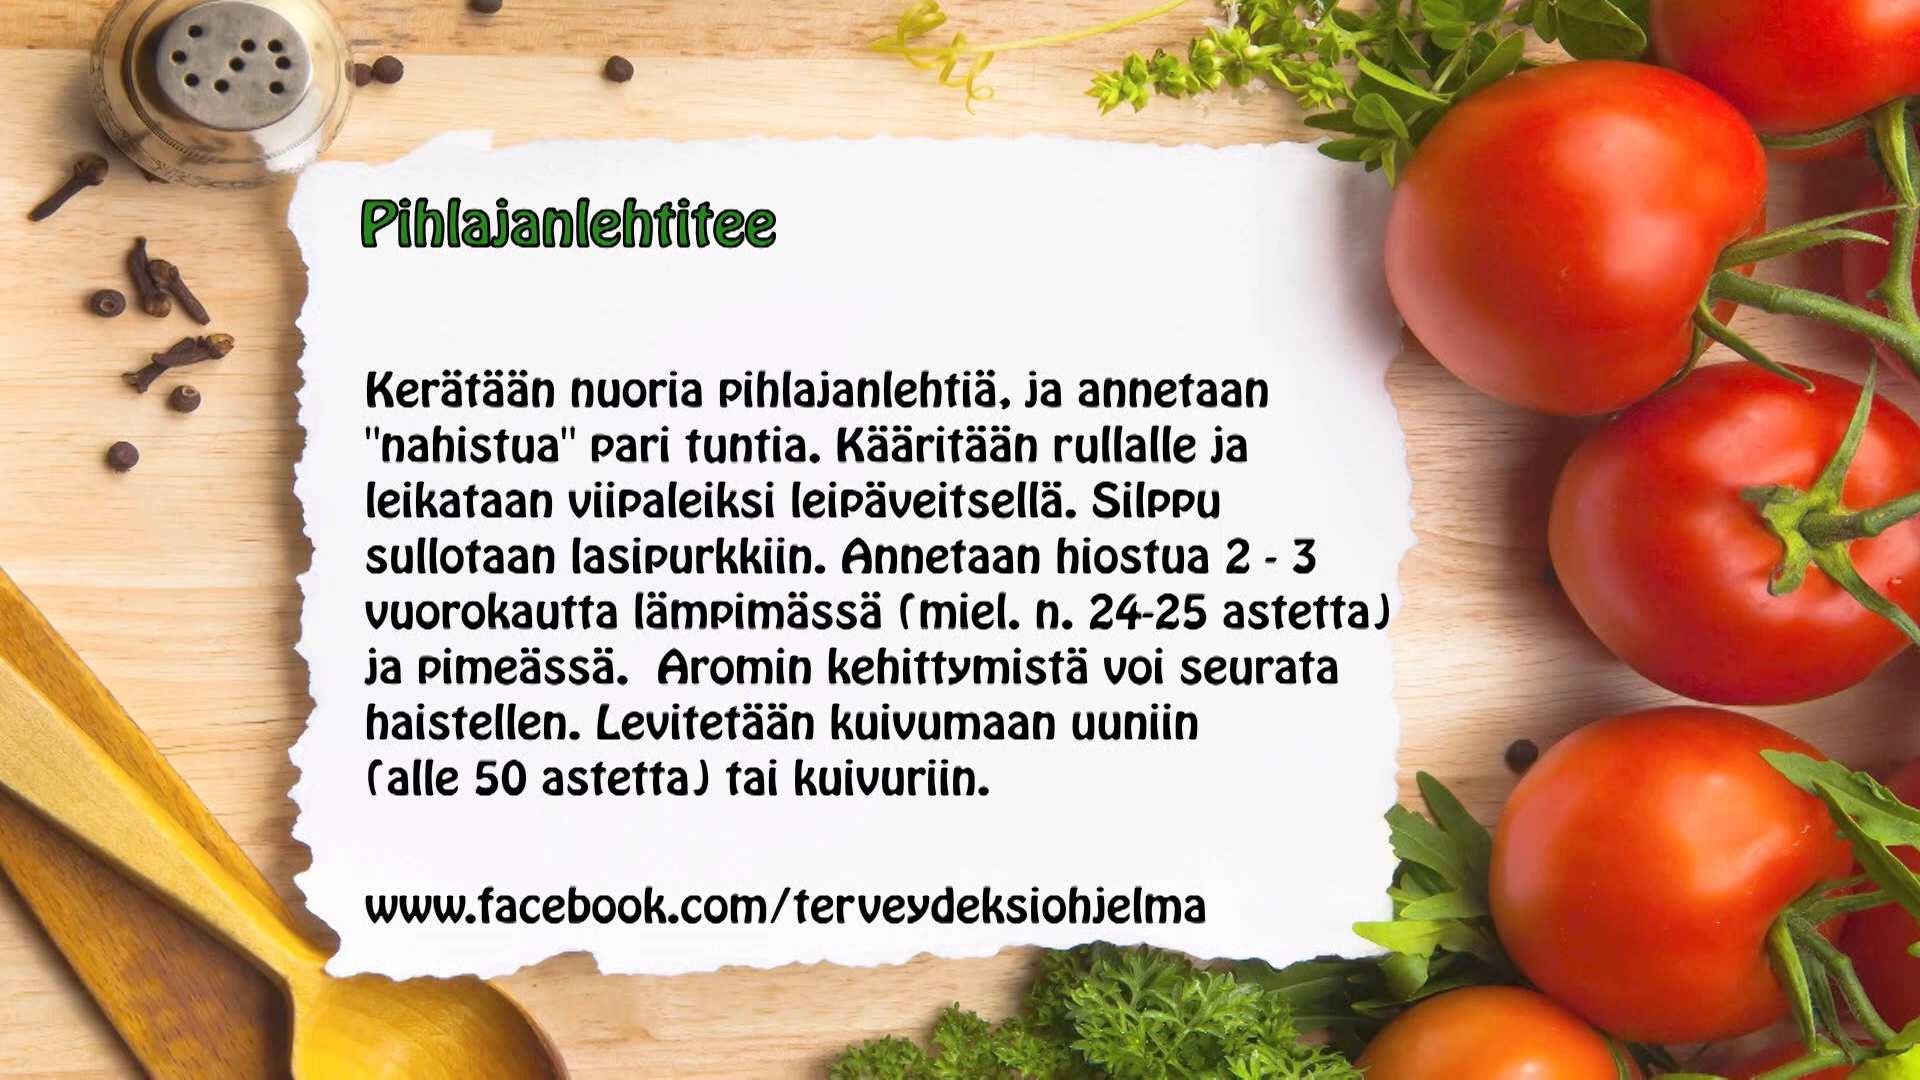 Pihlajanlehtitee
Kerätään nuoria pihlajanlehtiä, ja annetaan
"nahistua" pari tuntia. Kääritään rullalle ja
leikataan viipaleiksi leipäveitsellä. Silppu
sullotaan lasipurkkiin. Annetaan hiostua 2 - 3
vuorokautta lämpimässä (miel. n. 24-25 astetta)
ja pimeässä.  Aromin kehittymistä voi seurata
haistellen. Levitetään kuivumaan uuniin
(alle 50 astetta) tai kuivuriin.
www.facebook.com/terveydeksiohjelma